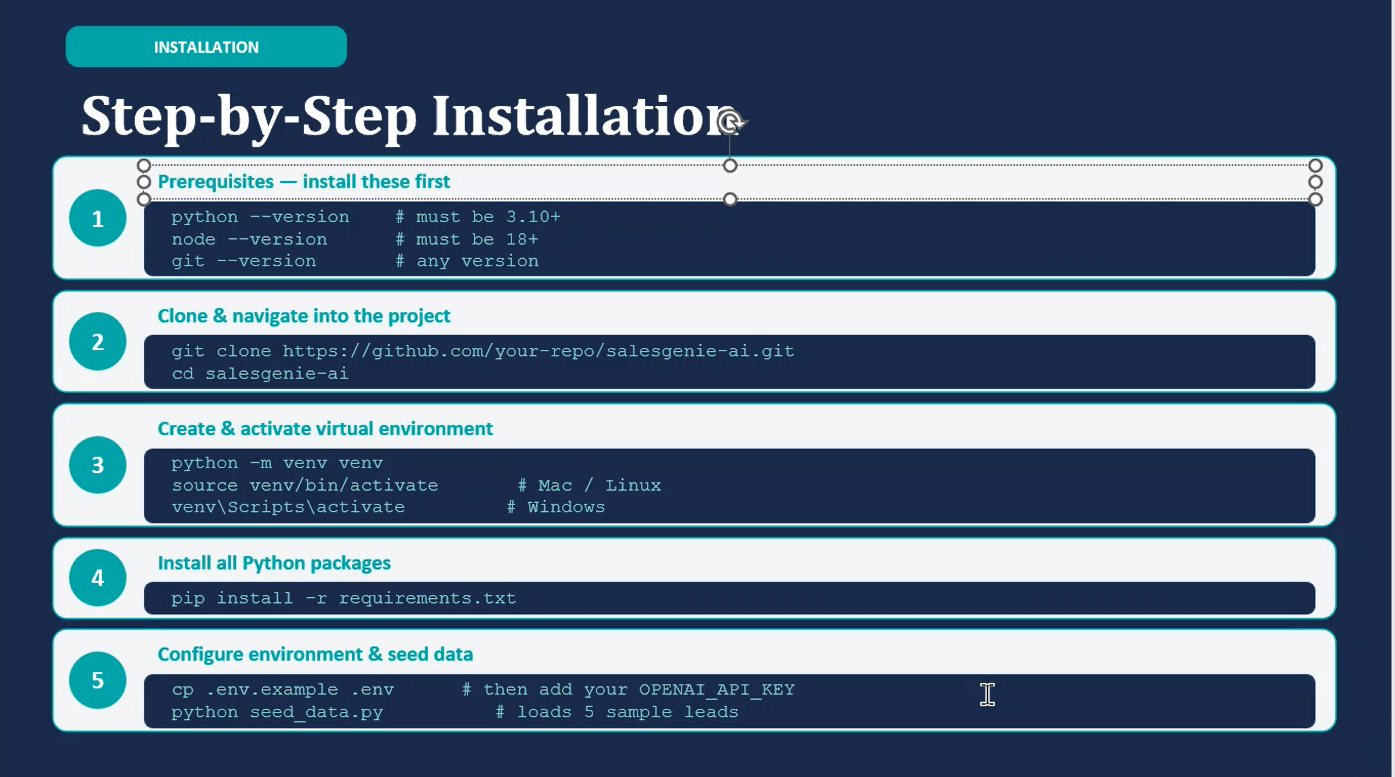 INSTALLATION
Step-by-Step Installation
1
Prerequisites — install these first
python --version    # must be 3.10+
node --version      # must be 18+
git --version       # any version
2
Clone & navigate into the project
git clone https://github.com/your-repo/salesgenie-ai.git
cd salesgenie-ai
3
Create & activate virtual environment
python -m venv venv
source venv/bin/activate       # Mac / Linux
venv\Scripts\activate         # Windows
4
Install all Python packages
pip install -r requirements.txt
5
Configure environment & seed data
cp .env.example .env      # then add your OPENAI_API_KEY
python seed_data.py          # loads 5 sample leads